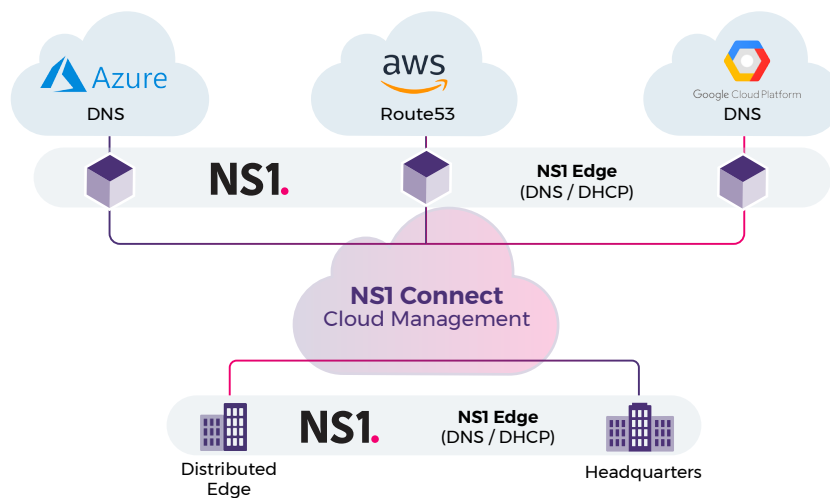 Azure
DNS
aws
Route53
Google Cloud Platform
DNS
NS1.
NS1 Edge
(DNS / DHCP)
NS1 Connect
Cloud Management
NS1.
NS1 Edge
(DNS / DHCP)
Distributed
Edge
Headquarters